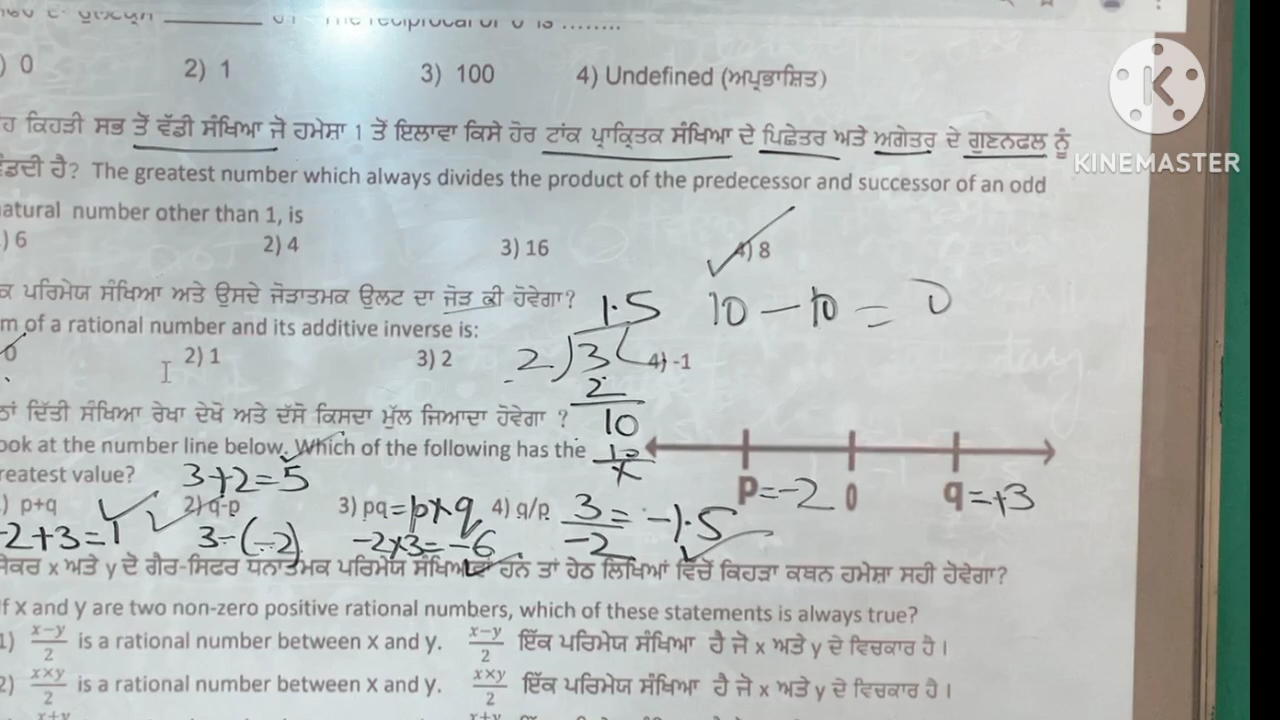 The reciprocal of 0 is ........
0
2) 1
3) 100
4) Undefined (ਅਪ੍ਰਭਾਸ਼ਿਤ)
ਕਿਹੜੀ ਸਭ ਤੋਂ ਵੱਡੀ ਸੰਖਿਆ ਜੋ ਹਮੇਸ਼ਾ 1 ਤੋਂ ਇਲਾਵਾ ਕਿਸੇ ਹੋਰ ਟਾਂਕ ਪ੍ਰਾਕ੍ਰਿਤਕ ਸੰਖਿਆ ਦੇ ਪਿਛੇਤਰ ਅਤੇ ਅਗੇਤਰ ਦੇ ਗੁਣਨਫਲ ਨੂੰ
KINEMASTER
ਹੈ? The greatest number which always divides the product of the predecessor and successor of an odd
natural number other than 1, is
) 6
2) 4
3) 16
4) 8
ਪਰਿਮੇਯ ਸੰਖਿਆ ਅਤੇ ਉਸਦੇ ਜੋੜਾਤਮਕ ਉਲਟ ਦਾ ਜੋੜ ਕੀ ਹੋਵੇਗਾ?
1.5
10 - 10 = 0
m of a rational number and its additive inverse is:
0
2) 1
3) 2
2)3
4) -1
2
10
10
x
ਦਿੱਤੀ ਸੰਖਿਆ ਰੇਖਾ ਦੇਖੋ ਅਤੇ ਦੱਸੋ ਕਿਸਦਾ ਮੁੱਲ ਜਿਆਦਾ ਹੋਵੇਗਾ ?
ook at the number line below. Which of the following has the
reatest value?
3+2=5
P=-2 0 q=+3
) p+q
2) q-p
3) pq=p×q
4) q/p
3/-2 = -1.5
-2+3=1
3-(-2)
-2×3=-6
ਜੇਕਰ x ਅਤੇ y ਦੋ ਗੈਰ-ਸਿਫਰ ਧਨਾਤਮਕ ਪਰਿਮੇਯ ਸੰਖਿਆਵਾਂ ਹਨ ਤਾਂ ਹੇਠ ਲਿਖਿਆਂ ਵਿੱਚੋਂ ਕਿਹੜਾ ਕਥਨ ਹਮੇਸ਼ਾ ਸਹੀ ਹੋਵੇਗਾ?
If x and y are two non-zero positive rational numbers, which of these statements is always true?
1) x-y/2 is a rational number between x and y. x-y/2 ਇੱਕ ਪਰਿਮੇਯ ਸੰਖਿਆ ਹੈ ਜੋ x ਅਤੇ y ਦੇ ਵਿਚਕਾਰ ਹੈ ।
2) x×y/2 is a rational number between x and y. x×y/2 ਇੱਕ ਪਰਿਮੇਯ ਸੰਖਿਆ ਹੈ ਜੋ x ਅਤੇ y ਦੇ ਵਿਚਕਾਰ ਹੈ ।
x+y x+y